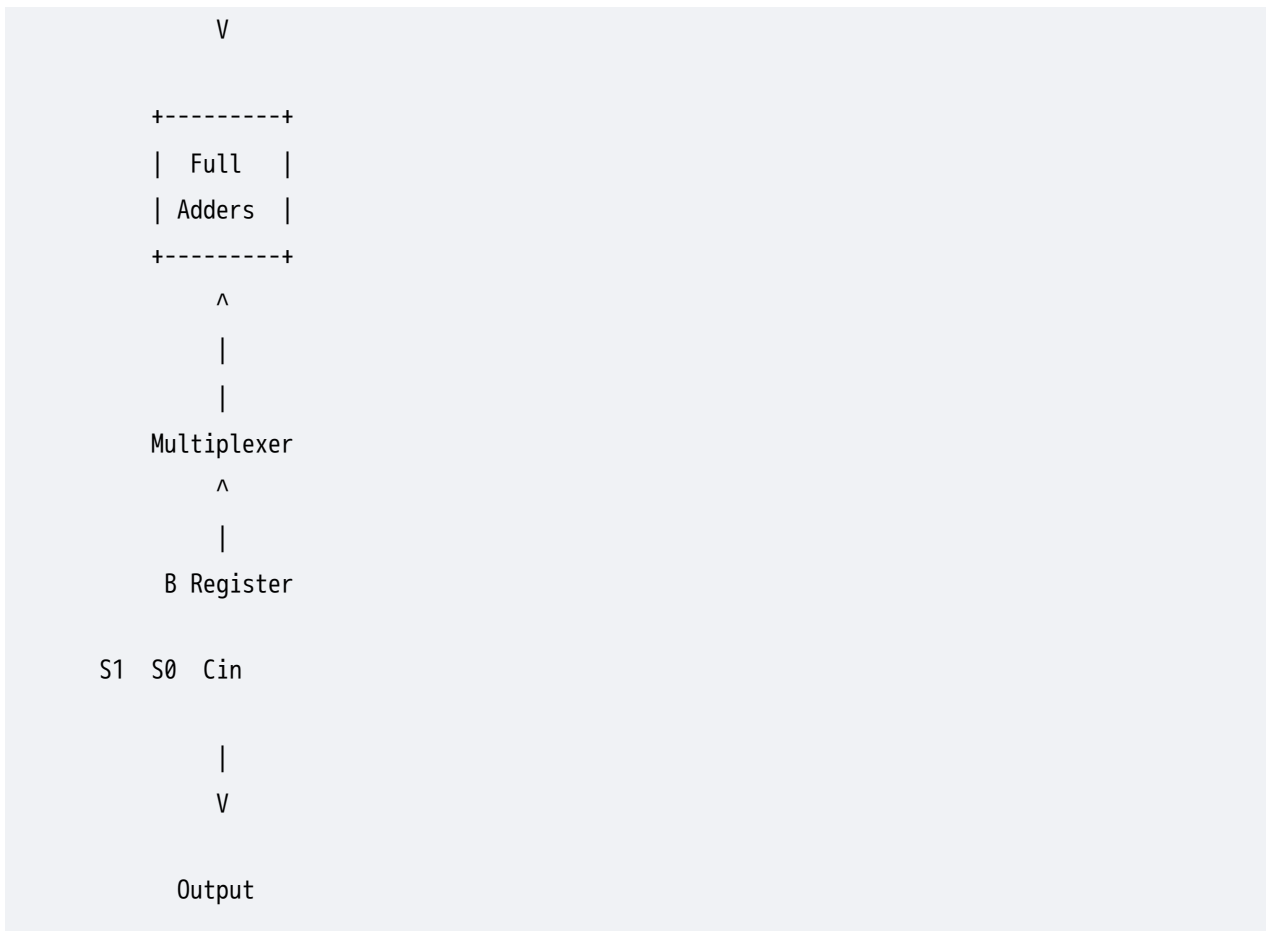 V
+---------+
|  Full   |
| Adders  |
+---------+
^
|
|
Multiplexer
^
|
B Register
S1  S0  Cin
|
V
Output